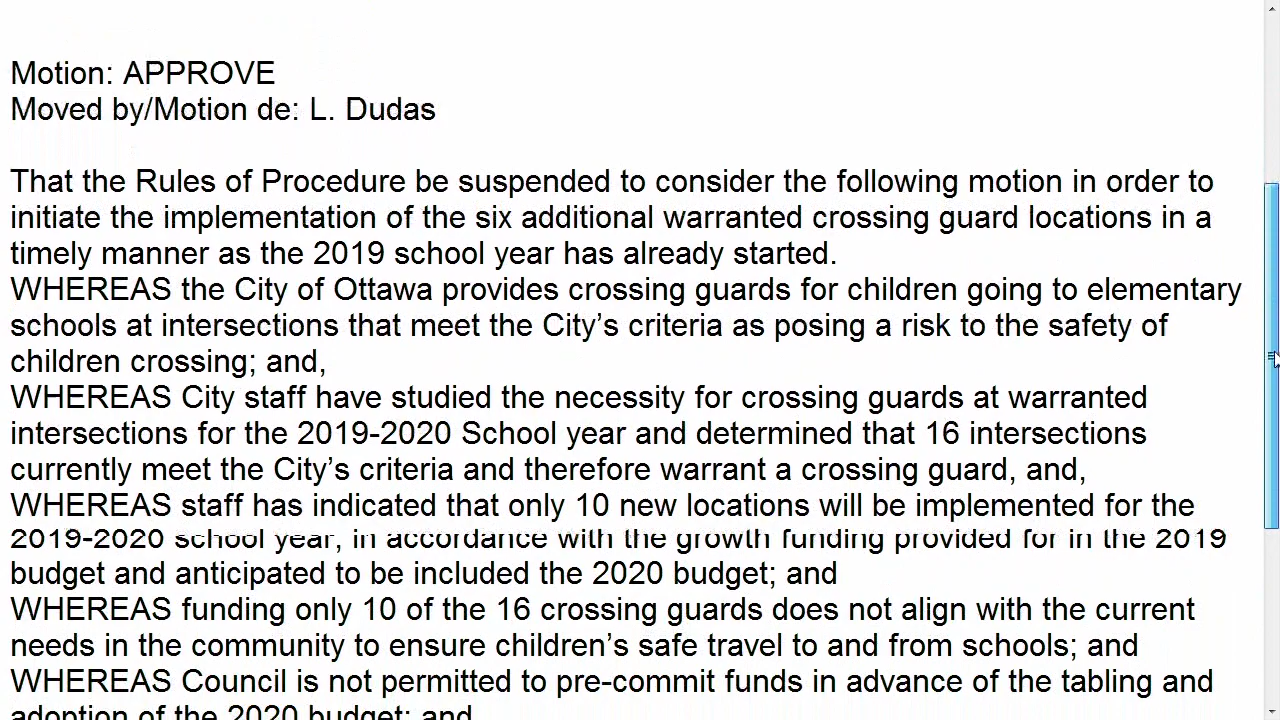 Motion: APPROVE
Moved by/Motion de: L. Dudas
That the Rules of Procedure be suspended to consider the following motion in order to
initiate the implementation of the six additional warranted crossing guard locations in a
timely manner as the 2019 school year has already started.
WHEREAS the City of Ottawa provides crossing guards for children going to elementary
schools at intersections that meet the City’s criteria as posing a risk to the safety of
children crossing; and,
WHEREAS City staff have studied the necessity for crossing guards at warranted
intersections for the 2019-2020 School year and determined that 16 intersections
currently meet the City’s criteria and therefore warrant a crossing guard, and,
WHEREAS staff has indicated that only 10 new locations will be implemented for the
2019-2020 school year, in accordance with the growth funding provided for in the 2019
budget and anticipated to be included the 2020 budget; and
WHEREAS funding only 10 of the 16 crossing guards does not align with the current
needs in the community to ensure children’s safe travel to and from schools; and
WHEREAS Council is not permitted to pre-commit funds in advance of the tabling and
adoption of the 2020 budget; and